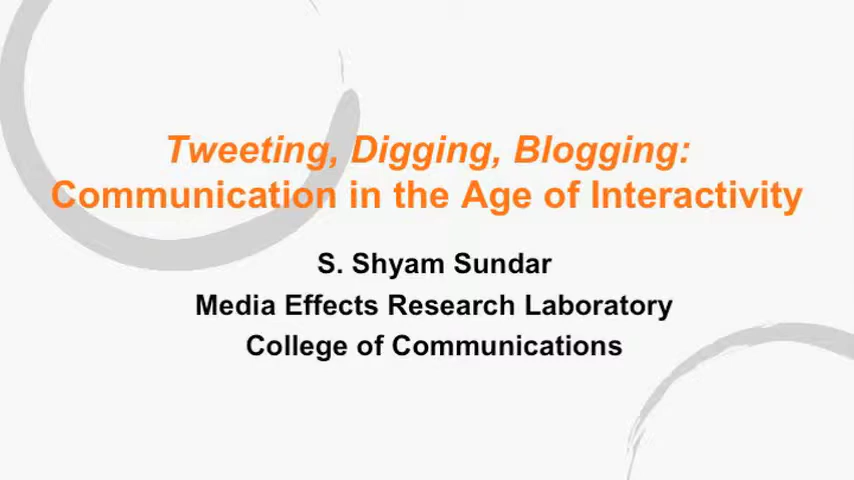 Tweeting, Digging, Blogging:
Communication in the Age of Interactivity
S. Shyam Sundar
Media Effects Research Laboratory
College of Communications